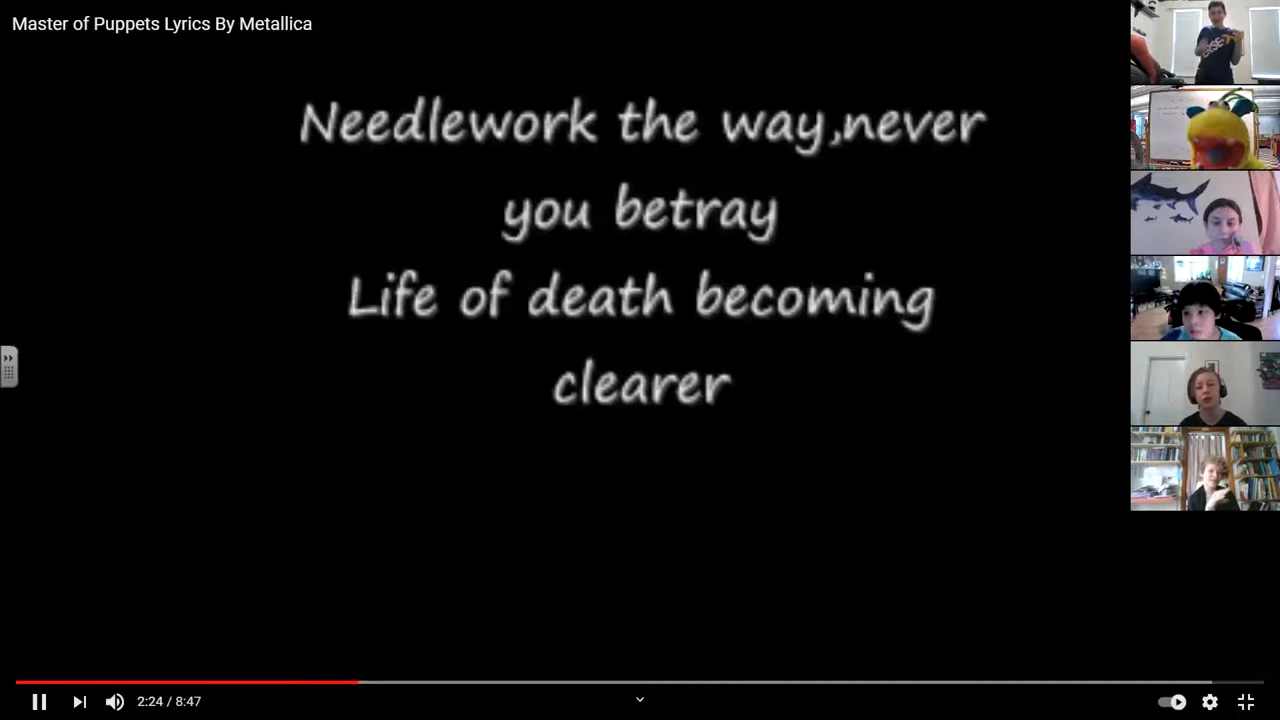 Master of Puppets Lyrics By Metallica
Needlework the way,never
you betray
Life of death becoming
clearer
2:24 / 8:47